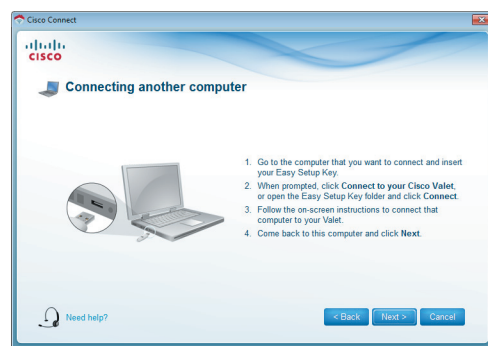 Cisco Connect
CISCO
Connecting another computer
1. Go to the computer that you want to connect and insert
your Easy Setup Key.
2. When prompted, click Connect to your Cisco Valet,
or open the Easy Setup Key folder and click Connect.
3. Follow the on-screen instructions to connect that
computer to your Valet.
4. Come back to this computer and click Next.
Need help?
< Back Next > Cancel